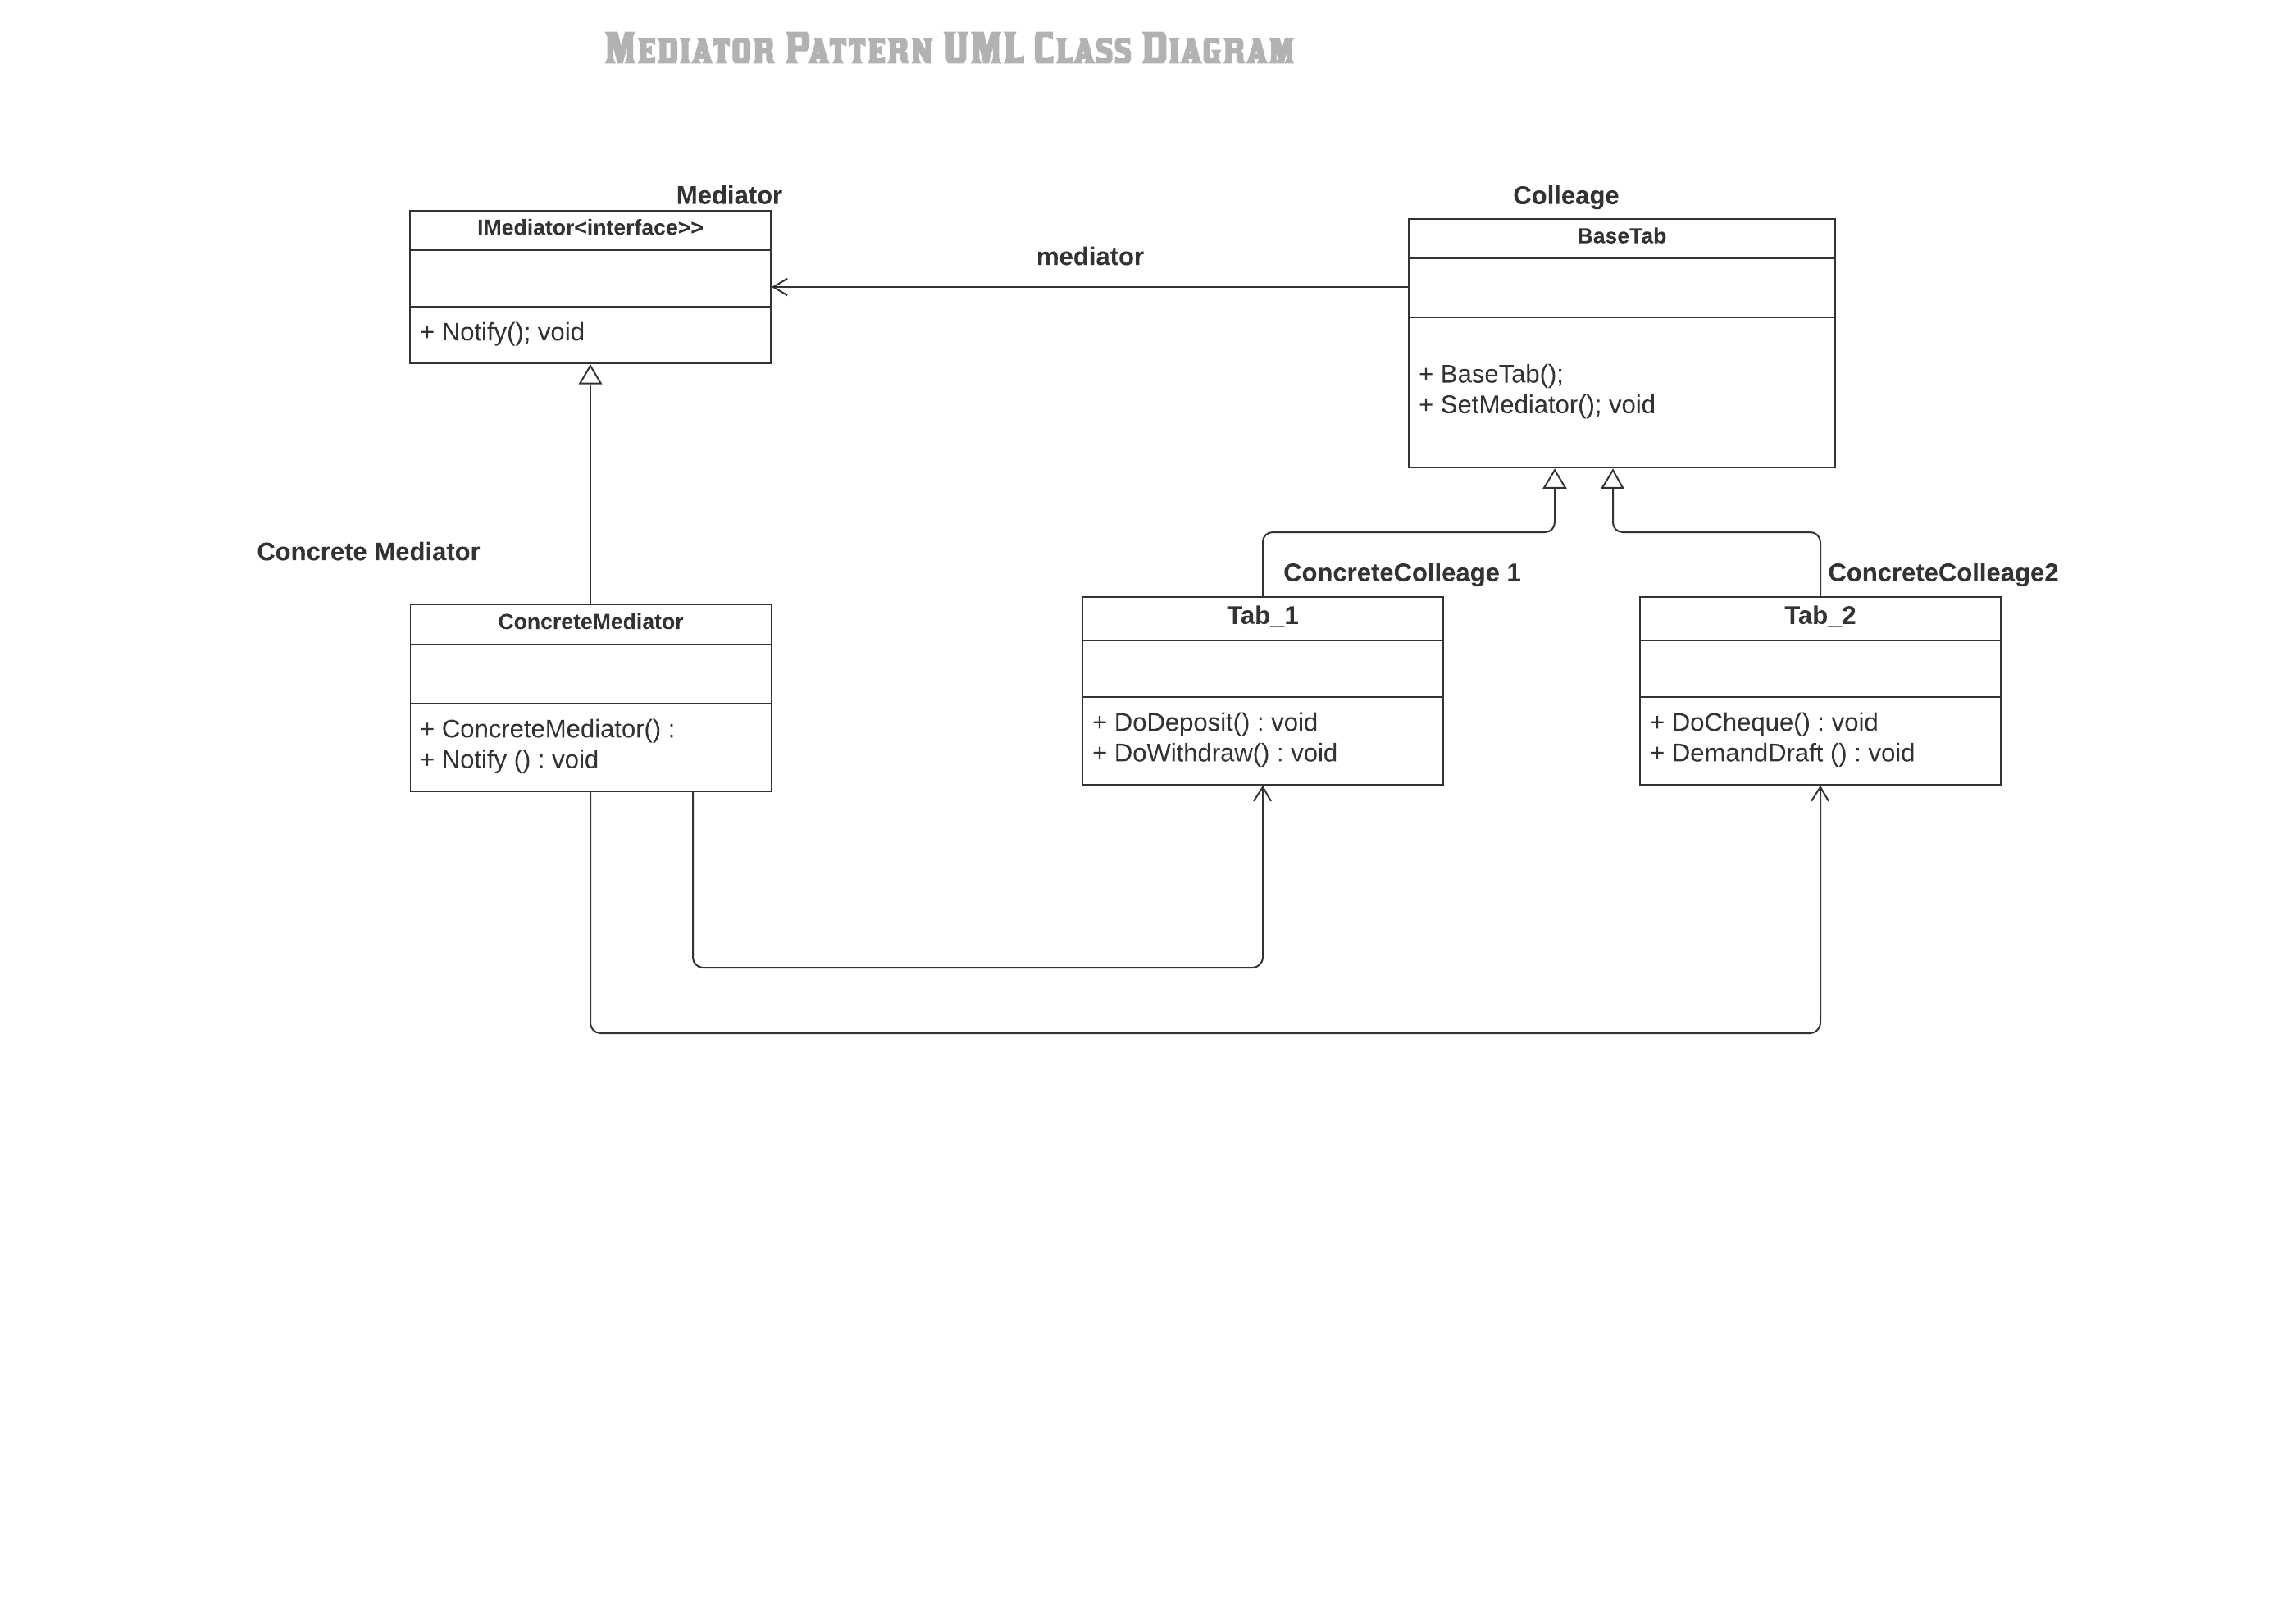 Mediator Pattern UML Class Diagram
Mediator
Colleage
IMediator<interface>>
BaseTab
mediator
+ Notify(); void
+ BaseTab();
+ SetMediator(); void
Concrete Mediator
ConcreteColleage 1
ConcreteColleage2
ConcreteMediator
Tab_1
Tab_2
+ ConcreteMediator() :
+ Notify () : void
+ DoDeposit() : void
+ DoWithdraw() : void
+ DoCheque() : void
+ DemandDraft () : void